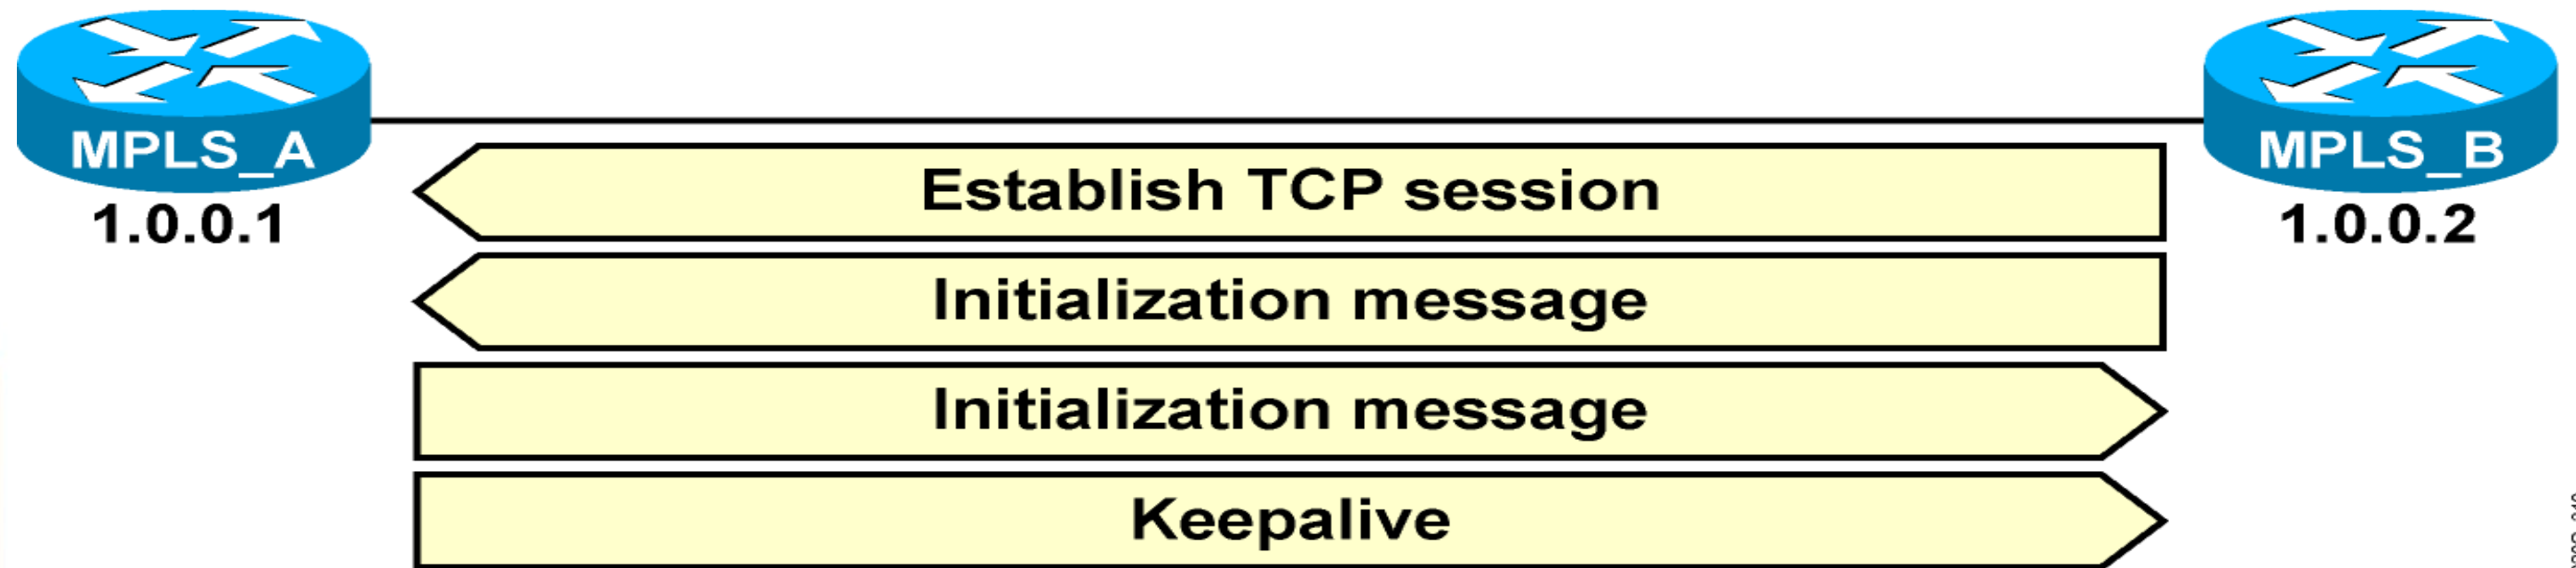 MPLS_A
MPLS_B
1.0.0.1
1.0.0.2
Establish TCP session
Initialization message
Initialization message
Keepalive